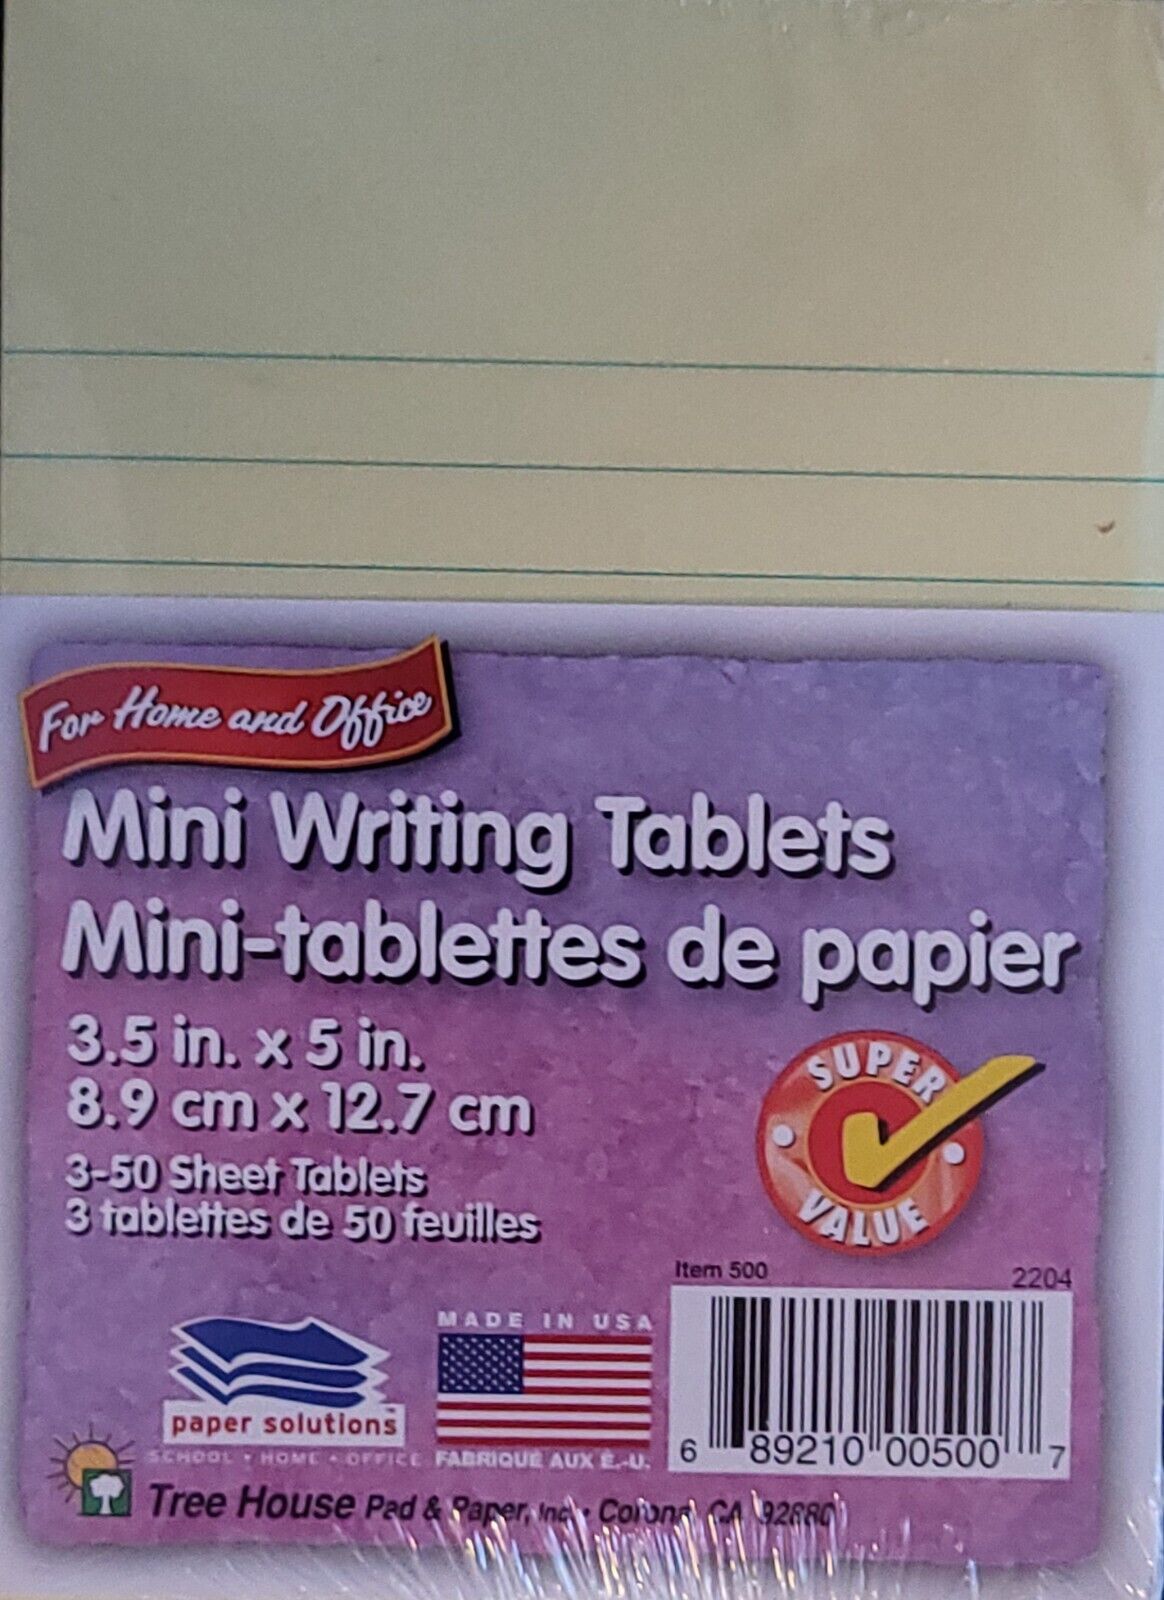 For Home and Office
Mini Writing Tablets
Mini-tablettes de papier
3.5 in. x 5 in.
8.9 cm x 12.7 cm
3-50 Sheet Tablets
3 tablettes de 50 feuilles
SUPER
VALUE
Item 500 2204
MADE IN USA
paper solutions™
SCHOOL • HOME • OFFICE
FABRIQUÉ AUX É.-U.
6 89210 00500 7
Tree House Pad & Paper, Inc. • Corona, CA 92880